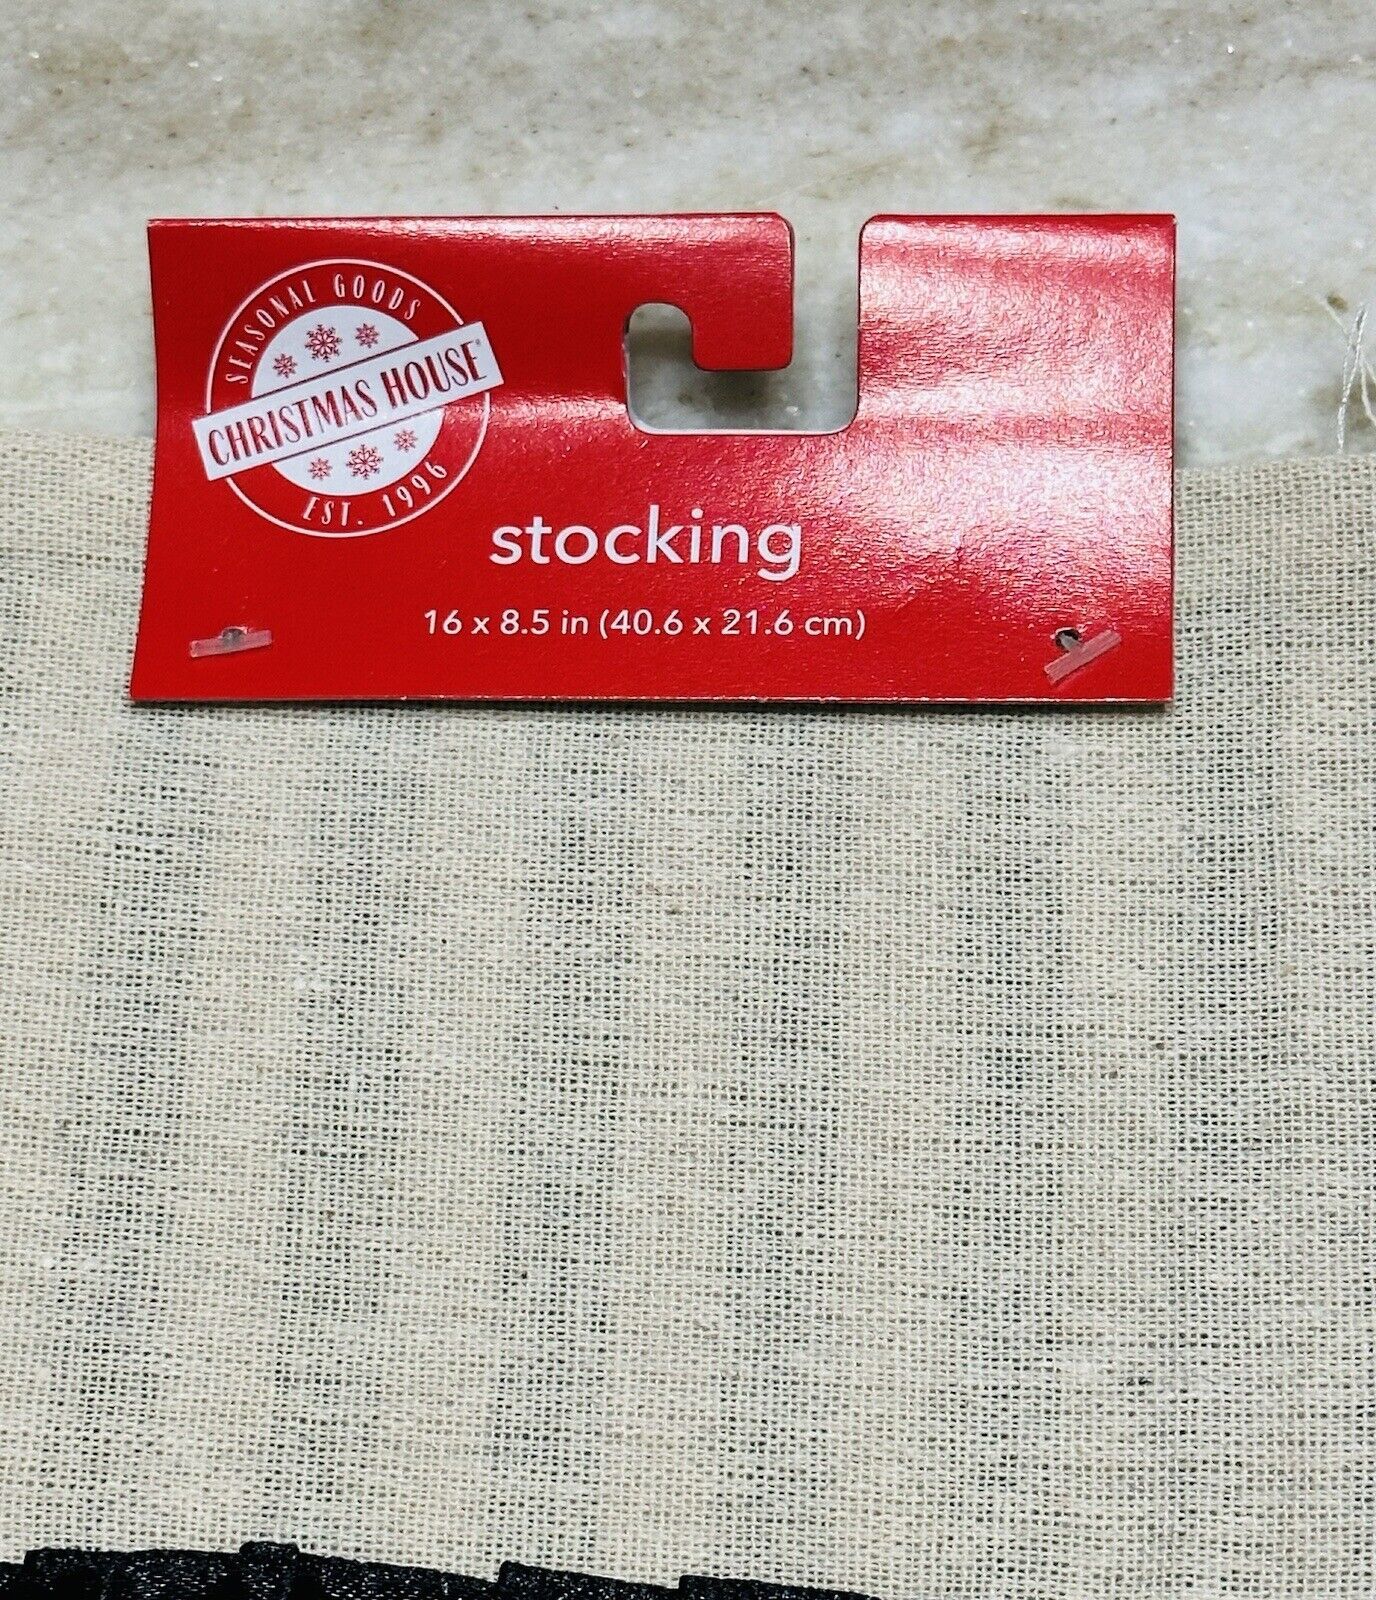 SEASONAL GOODS
CHRISTMAS HOUSE®
EST. 1996
stocking
16 x 8.5 in (40.6 x 21.6 cm)